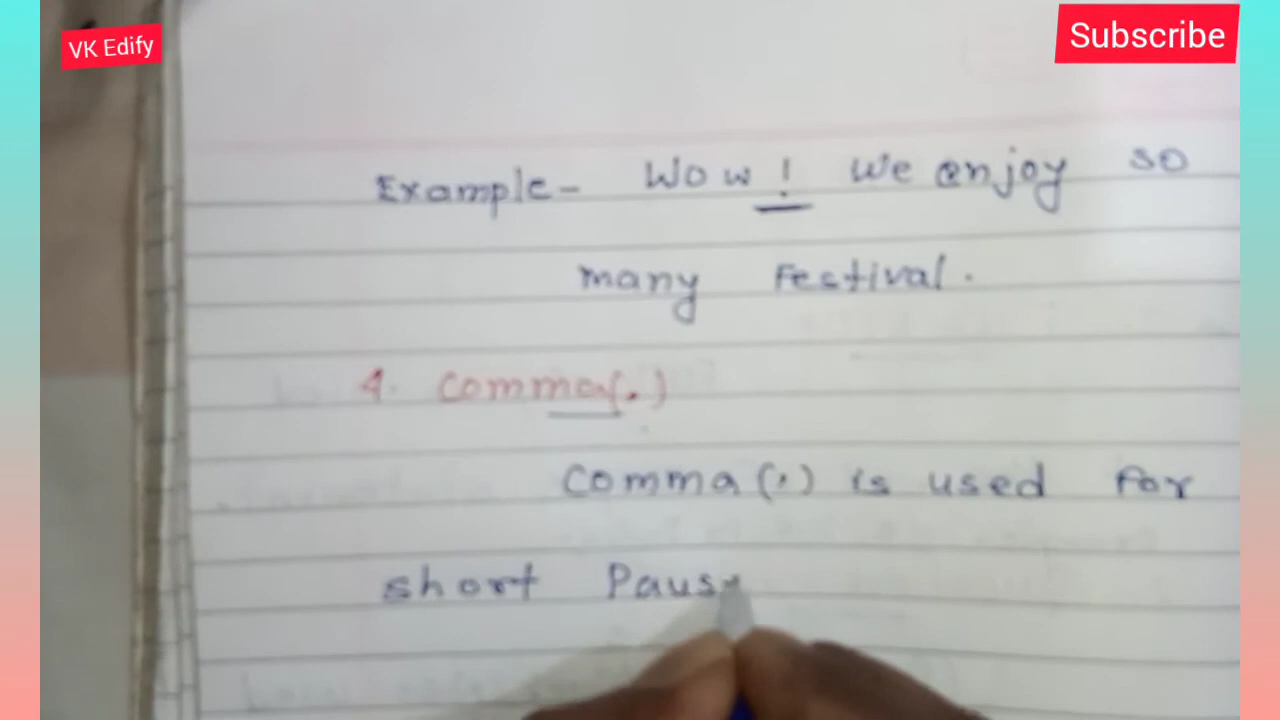 VK Edify
Subscribe
Example- Wow! We enjoy so
many Festival.
4. Comma(,)
Comma(,) is used for
short Paus